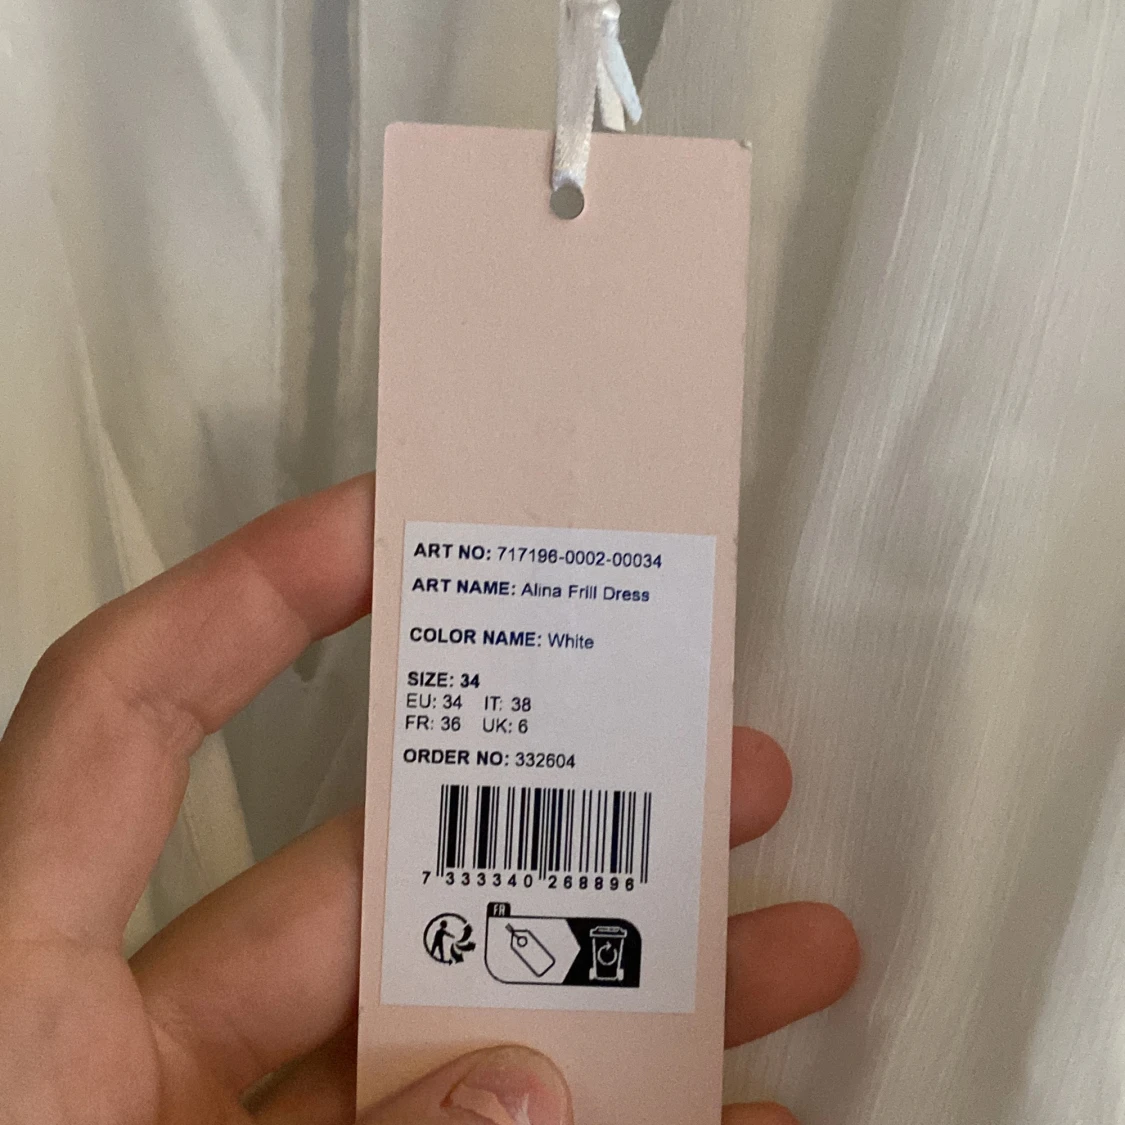 ART NO: 717196-0002-00034
ART NAME: Alina Frill Dress
COLOR NAME: White
SIZE: 34
EU: 34 IT: 38
FR: 36 UK: 6
ORDER NO: 332604
7 333340 268896
FR